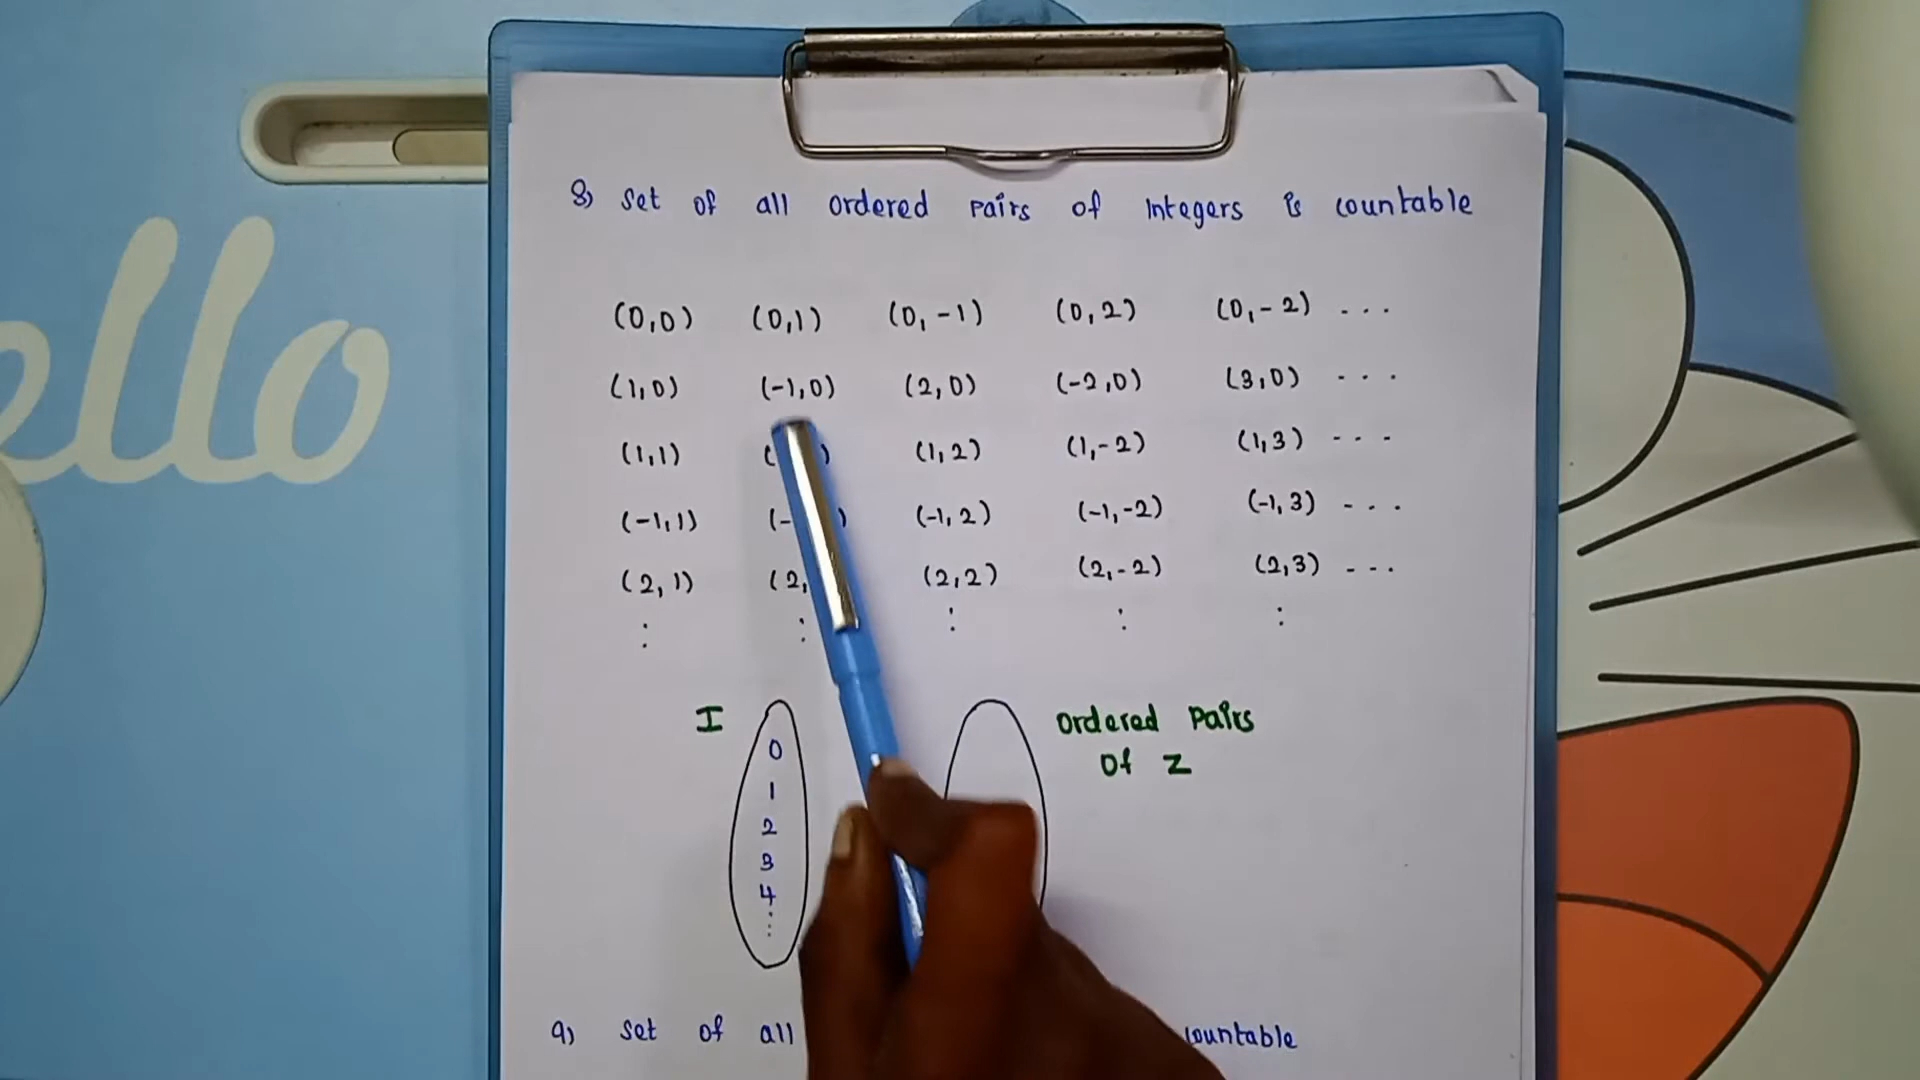 ello
8) set of all ordered pairs of Integers is countable
(0,0) (0,1) (0,-1) (0,2) (0,-2) ...
(1,0) (-1,0) (2,0) (-2,0) (3,0) ...
(1,1) ( ) (1,2) (1,-2) (1,3) ...
(-1,1) (- ) (-1,2) (-1,-2) (-1,3) ...
(2,1) (2, (2,2) (2,-2) (2,3) ...
: : : : :
I
0
1
2
3
4
:
ordered pairs
of Z
9) set of all countable